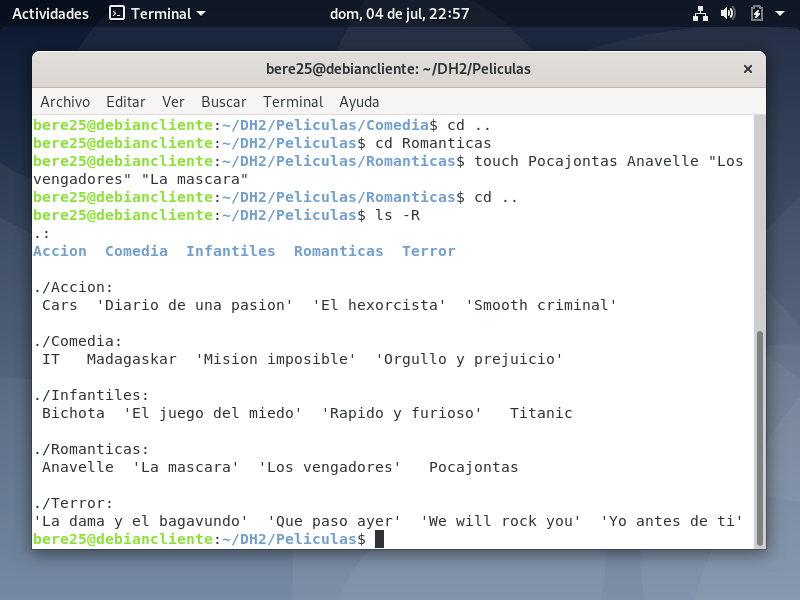 Actividades Terminal dom, 04 de jul, 22:57
bere25@debiancliente: ~/DH2/Peliculas
Archivo Editar Ver Buscar Terminal Ayuda
bere25@debiancliente:~/DH2/Peliculas/Comedia$ cd ..
bere25@debiancliente:~/DH2/Peliculas$ cd Romanticas
bere25@debiancliente:~/DH2/Peliculas/Romanticas$ touch Pocajontas Anavelle "Los
vengadores" "La mascara"
bere25@debiancliente:~/DH2/Peliculas/Romanticas$ cd ..
bere25@debiancliente:~/DH2/Peliculas$ ls -R
.:
Accion  Comedia  Infantiles  Romanticas  Terror
./Accion:
 Cars  'Diario de una pasion'  'El hexorcista'  'Smooth criminal'
./Comedia:
 IT   Madagaskar  'Mision imposible'  'Orgullo y prejuicio'
./Infantiles:
 Bichota  'El juego del miedo'  'Rapido y furioso'   Titanic
./Romanticas:
 Anavelle  'La mascara'  'Los vengadores'   Pocajontas
./Terror:
'La dama y el bagavundo'  'Que paso ayer'  'We will rock you'  'Yo antes de ti'
bere25@debiancliente:~/DH2/Peliculas$